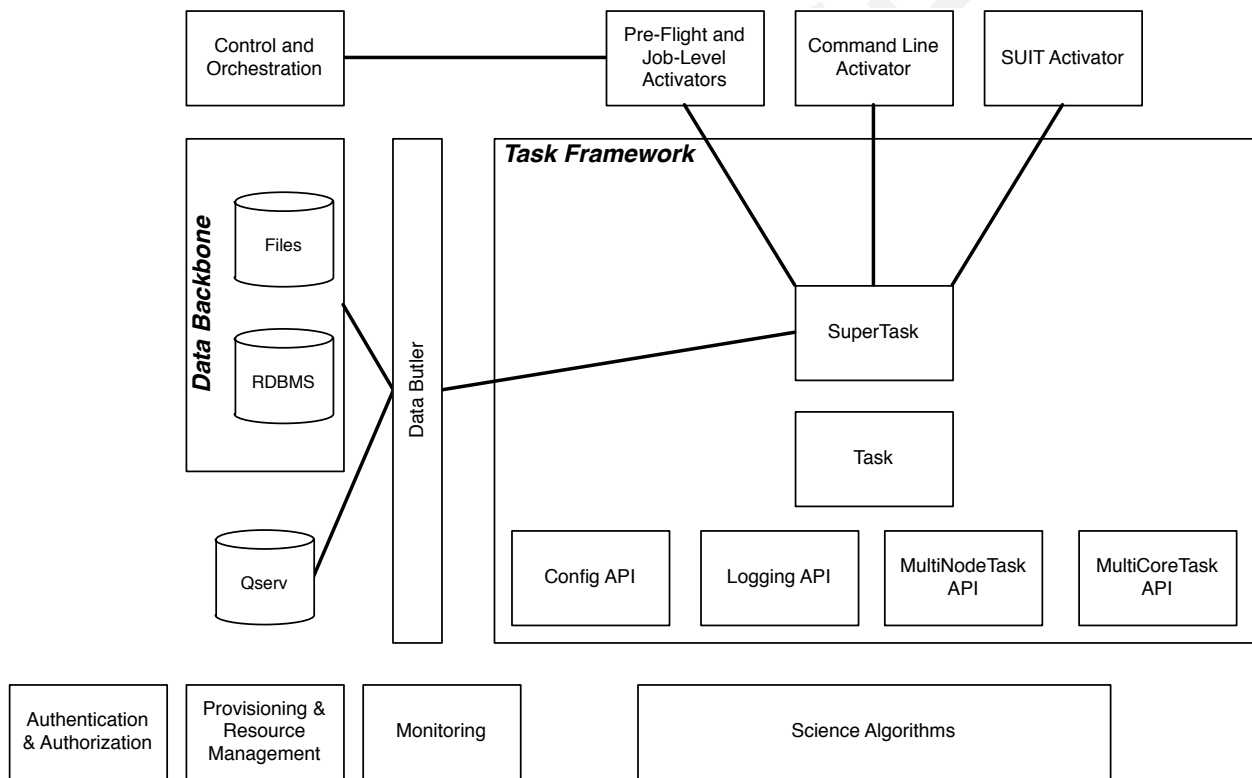 Control and
Orchestration
Pre-Flight and
Job-Level
Activators
Command Line
Activator
SUIT Activator
Data Backbone
Files
RDBMS
Qserv
Data Butler
Task Framework
SuperTask
Task
Config API
Logging API
MultiNodeTask
API
MultiCoreTask
API
Authentication
& Authorization
Provisioning &
Resource
Management
Monitoring
Science Algorithms